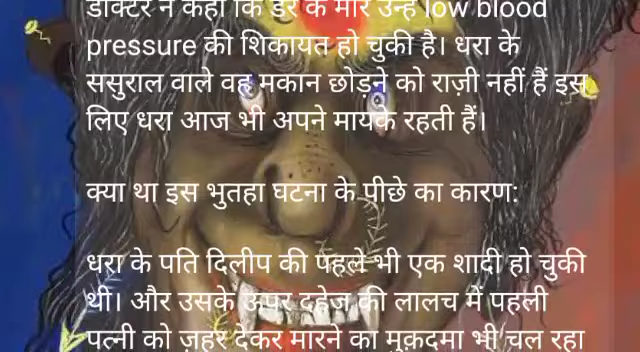 डॉक्टर ने कहा कि डर के मारे उन्हें low blood
pressure की शिकायत हो चुकी है। धरा के
ससुराल वाले वह मकान छोड़ने को राज़ी नहीं हैं इस
लिए धरा आज भी अपने मायके रहती हैं।
क्या था इस भुतहा घटना के पीछे का कारण:
धरा के पति दिलीप की पहले भी एक शादी हो चुकी
थी। और उसके ऊपर दहेज की लालच में पहली
पत्नी को ज़हर देकर मारने का मुक़दमा भी चल रहा